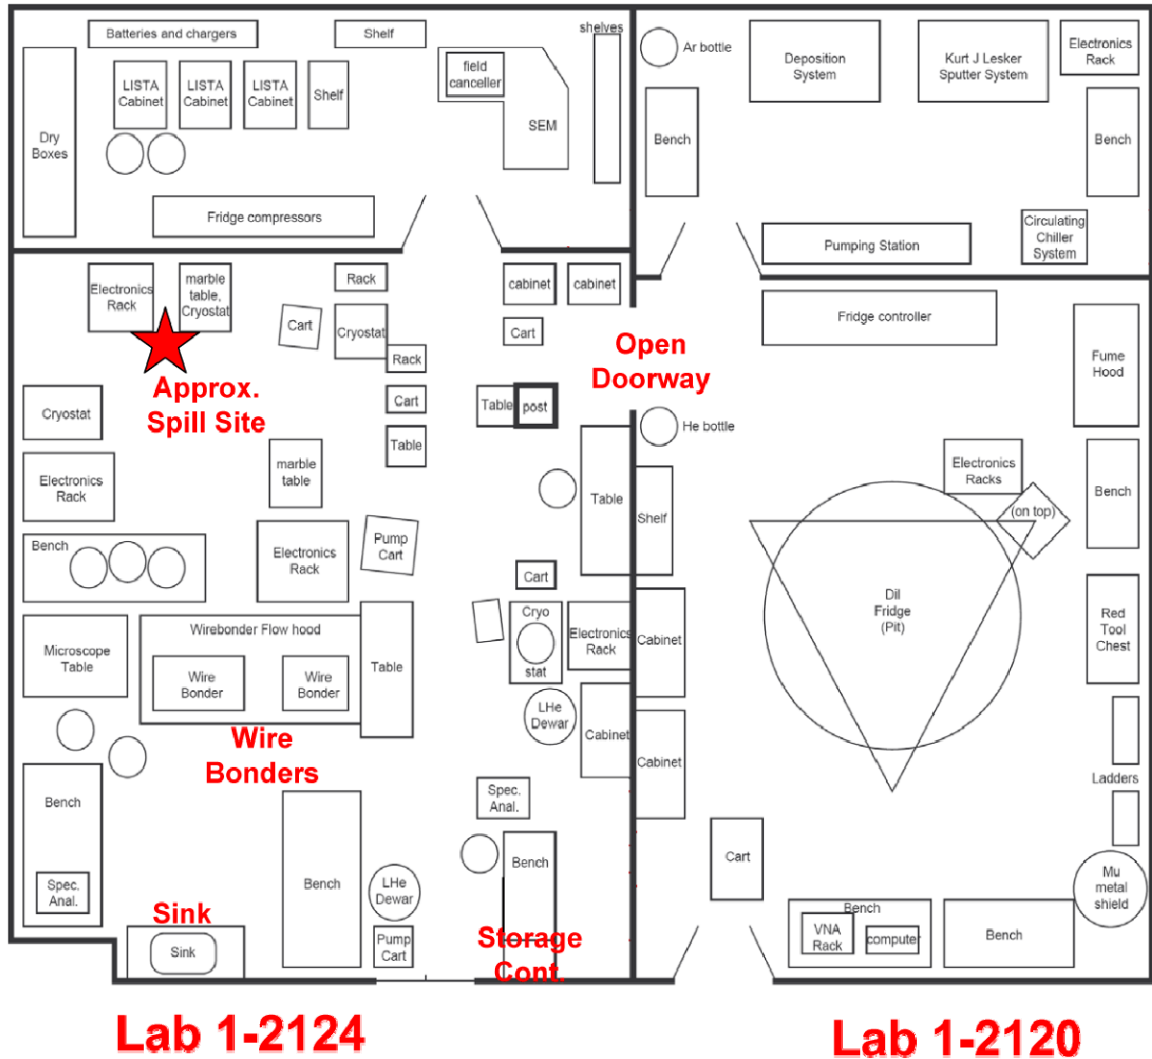 Batteries and chargers
Shelf
shelves
LISTA
Cabinet
LISTA
Cabinet
LISTA
Cabinet
Shelf
field
canceller
SEM
Dry
Boxes
Fridge compressors
Ar bottle
Deposition
System
Kurt J Lesker
Sputter System
Electronics
Rack
Bench
Bench
Pumping Station
Circulating
Chiller
System
Electronics
Rack
marble
table,
Cryostat
Rack
Cart
Cryostat
Rack
cabinet
cabinet
Cart
Approx.
Spill Site
Cart
Table
Table
post
Open
Doorway
Fridge controller
Fume
Hood
Cryostat
Electronics
Rack
marble
table
Table
He bottle
Shelf
Electronics
Racks
(on top)
Bench
Bench
Electronics
Rack
Pump
Cart
Cart
Dil
Fridge
(Pit)
Red
Tool
Chest
Microscope
Table
Wirebonder Flow hood
Wire
Bonder
Wire
Bonder
Table
Cryo
stat
Electronics
Rack
Cabinet
LHe
Dewar
Cabinet
Cabinet
Wire
Bonders
Ladders
Bench
Spec.
Anal.
Bench
Spec.
Anal.
Bench
LHe
Dewar
Pump
Cart
Sink
Sink
Storage
Cont.
Cart
Bench
VNA
Rack
computer
Bench
Mu
metal
shield
Lab 1-2124
Lab 1-2120